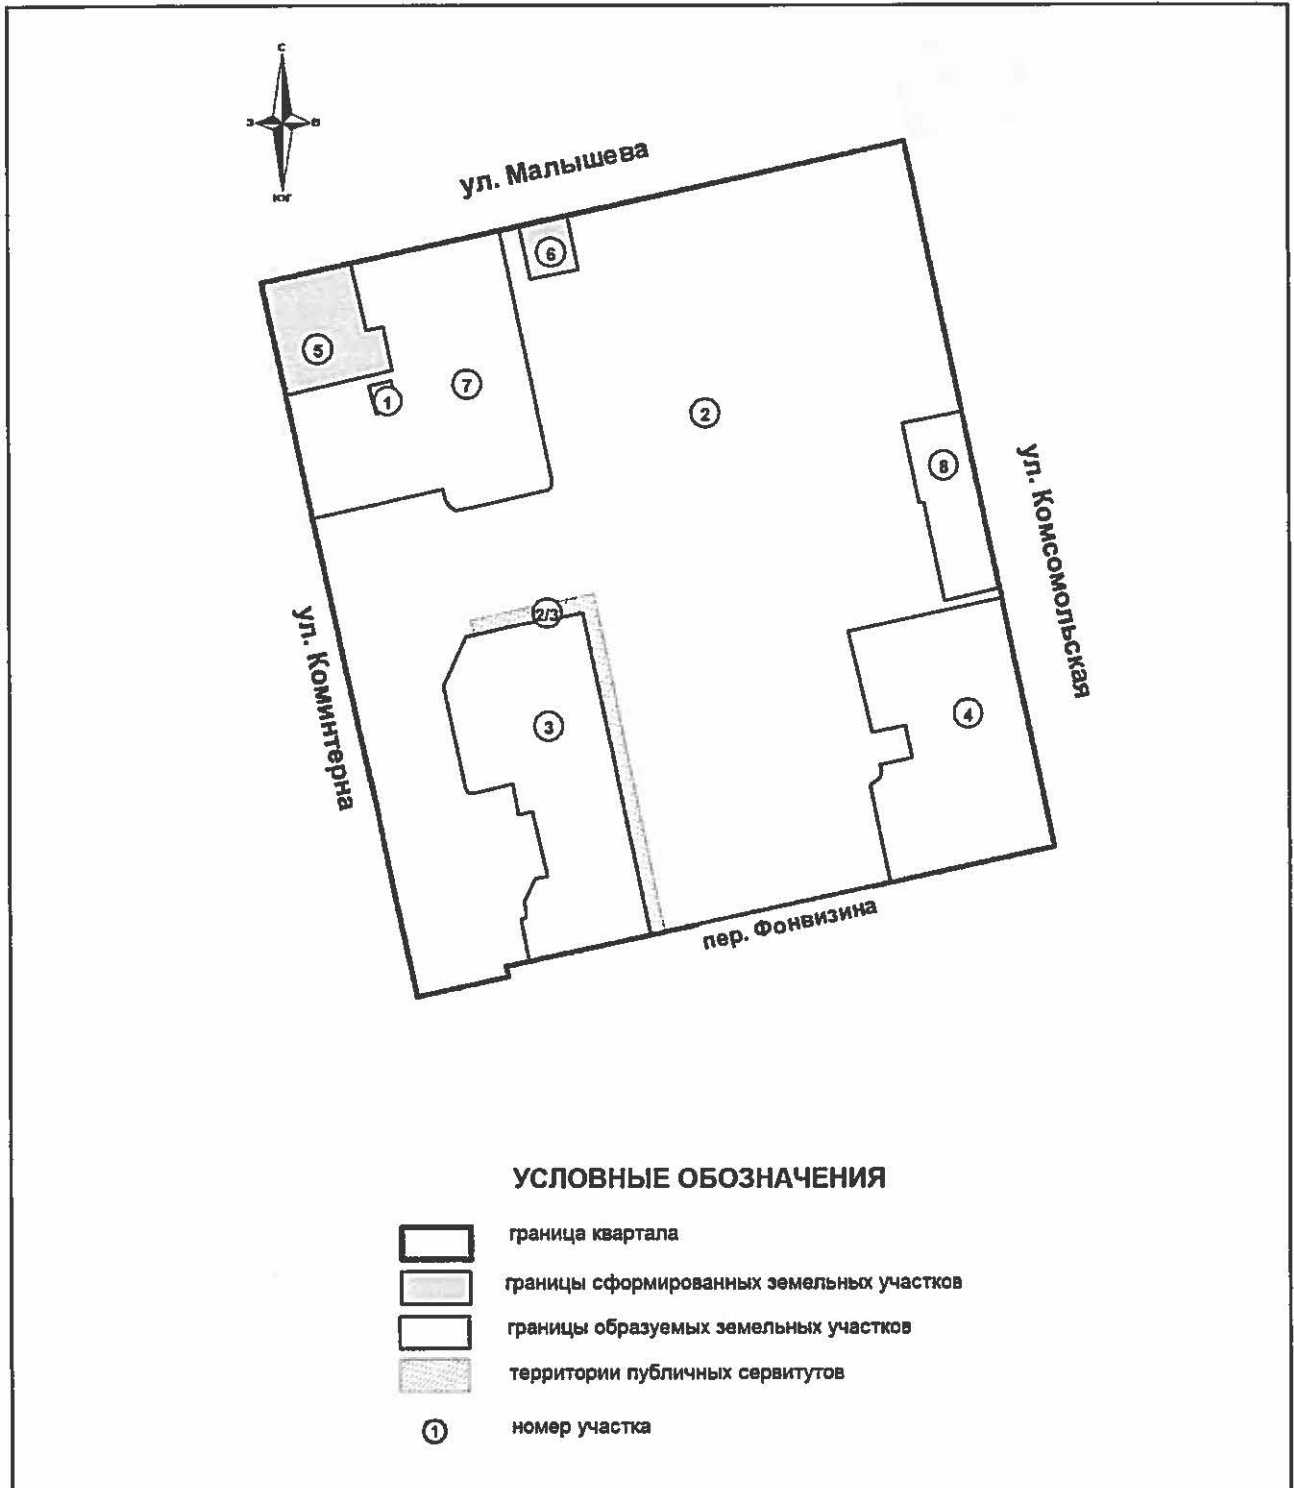 С
З В
ЮГ
ул. Малышева
6
5
7
1
2
8
ул. Комсомольская
2/3
ул. Коминтерна
3
4
пер. Фонвизина
УСЛОВНЫЕ ОБОЗНАЧЕНИЯ
граница квартала
границы сформированных земельных участков
границы образуемых земельных участков
территории публичных сервитутов
1 номер участка